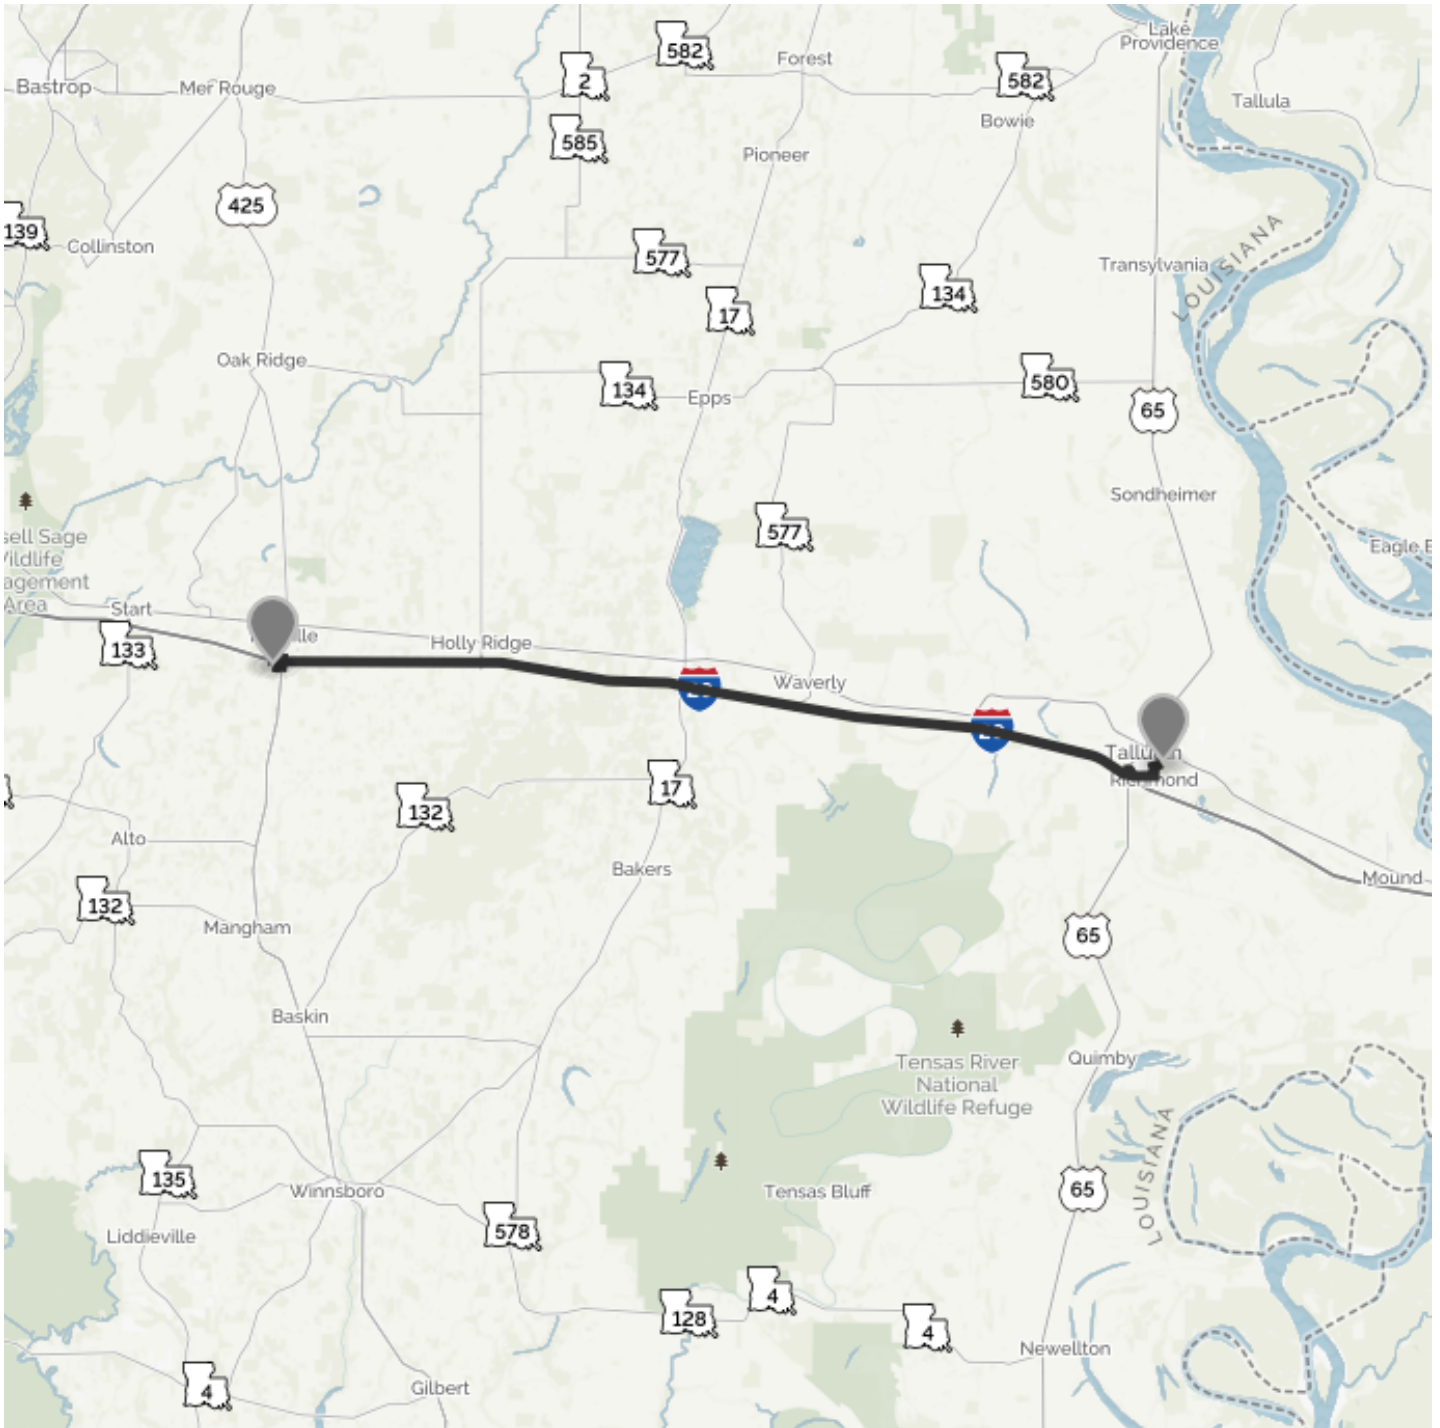 Lake
Providence
582
Forest
2
582
Bastrop
Mer Rouge
Tallula
Bowie
585
Pioneer
425
139
Collinston
577
Transylvania
LOUISIANA
134
17
Oak Ridge
134
580
Epps
65
Sondheimer
577
sell Sage
Wildlife
agement
Area
Eagle
Start
133
Holly Ridge
Waverly
Richmond
17
132
Alto
Bakers
Mound
132
Mangham
65
Baskin
Tensas River
National
Wildlife Refuge
Quimby
LOUISIANA
135
Winnsboro
Tensas Bluff
65
578
Liddieville
4
128
4
Newellton
4
Gilbert